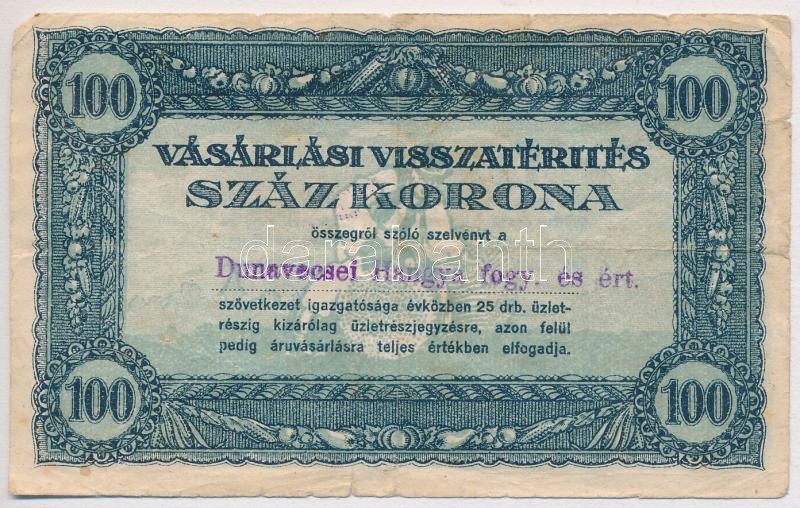 100 100
VÁSÁRLÁSI VISSZATÉRITÉS
SZÁZ KORONA
összegről szóló szelvényt a
Dunavecsei Hangya fogy. és ért.
szövetkezet igazgatósága évközben 25 drb. üzlet-
részig kizárólag üzletrészjegyzésre, azon felül
pedig áruvásárlásra teljes értékben elfogadja.
100 100
darabanth